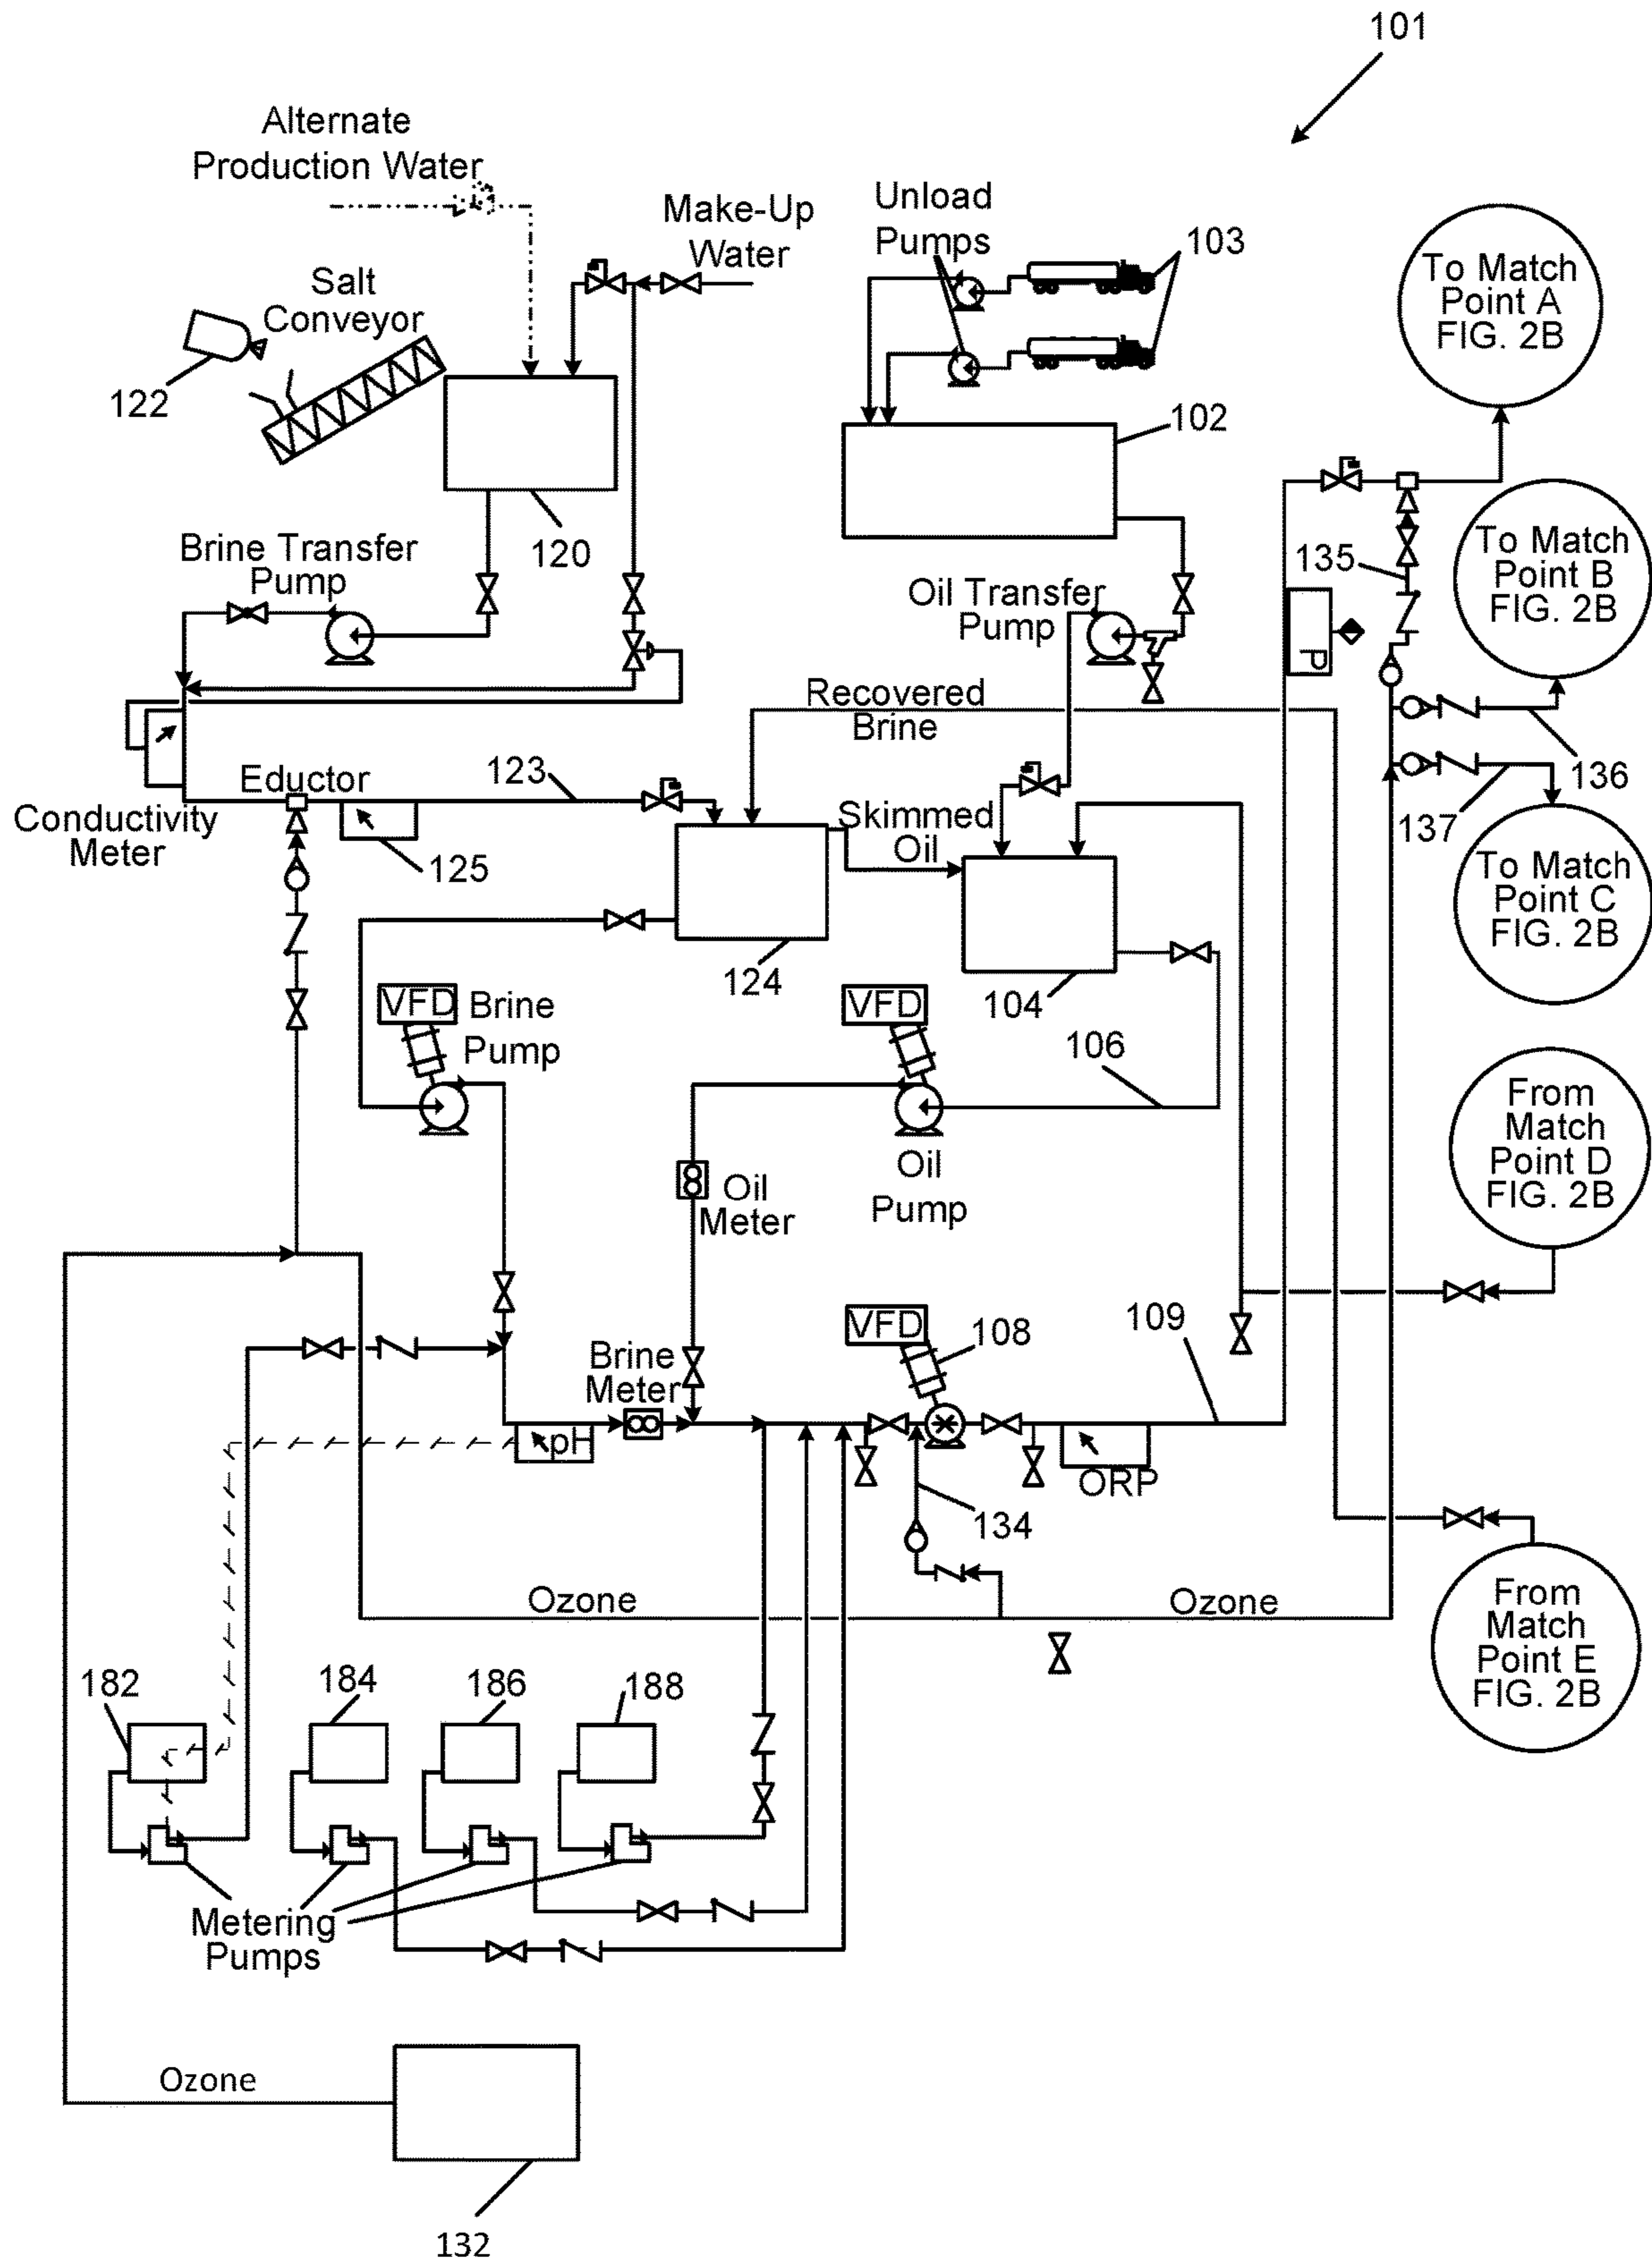 101
Alternate
Production Water
Make-Up
Water
Unload
Pumps
103
To Match
Point A
FIG. 2B
Salt
Conveyor
122
102
120
Brine Transfer
Pump
Oil Transfer
Pump
135
To Match
Point B
FIG. 2B
P
Recovered
Brine
136
Eductor
123
Conductivity
Meter
125
Skimmed
Oil
137
To Match
Point C
FIG. 2B
124
104
VFD
Brine
Pump
VFD
106
From
Match
Point D
FIG. 2B
Oil
Meter
Oil
Pump
VFD
108
109
Brine
Meter
pH
ORP
134
Ozone
Ozone
From
Match
Point E
FIG. 2B
182
184
186
188
Metering
Pumps
Ozone
132